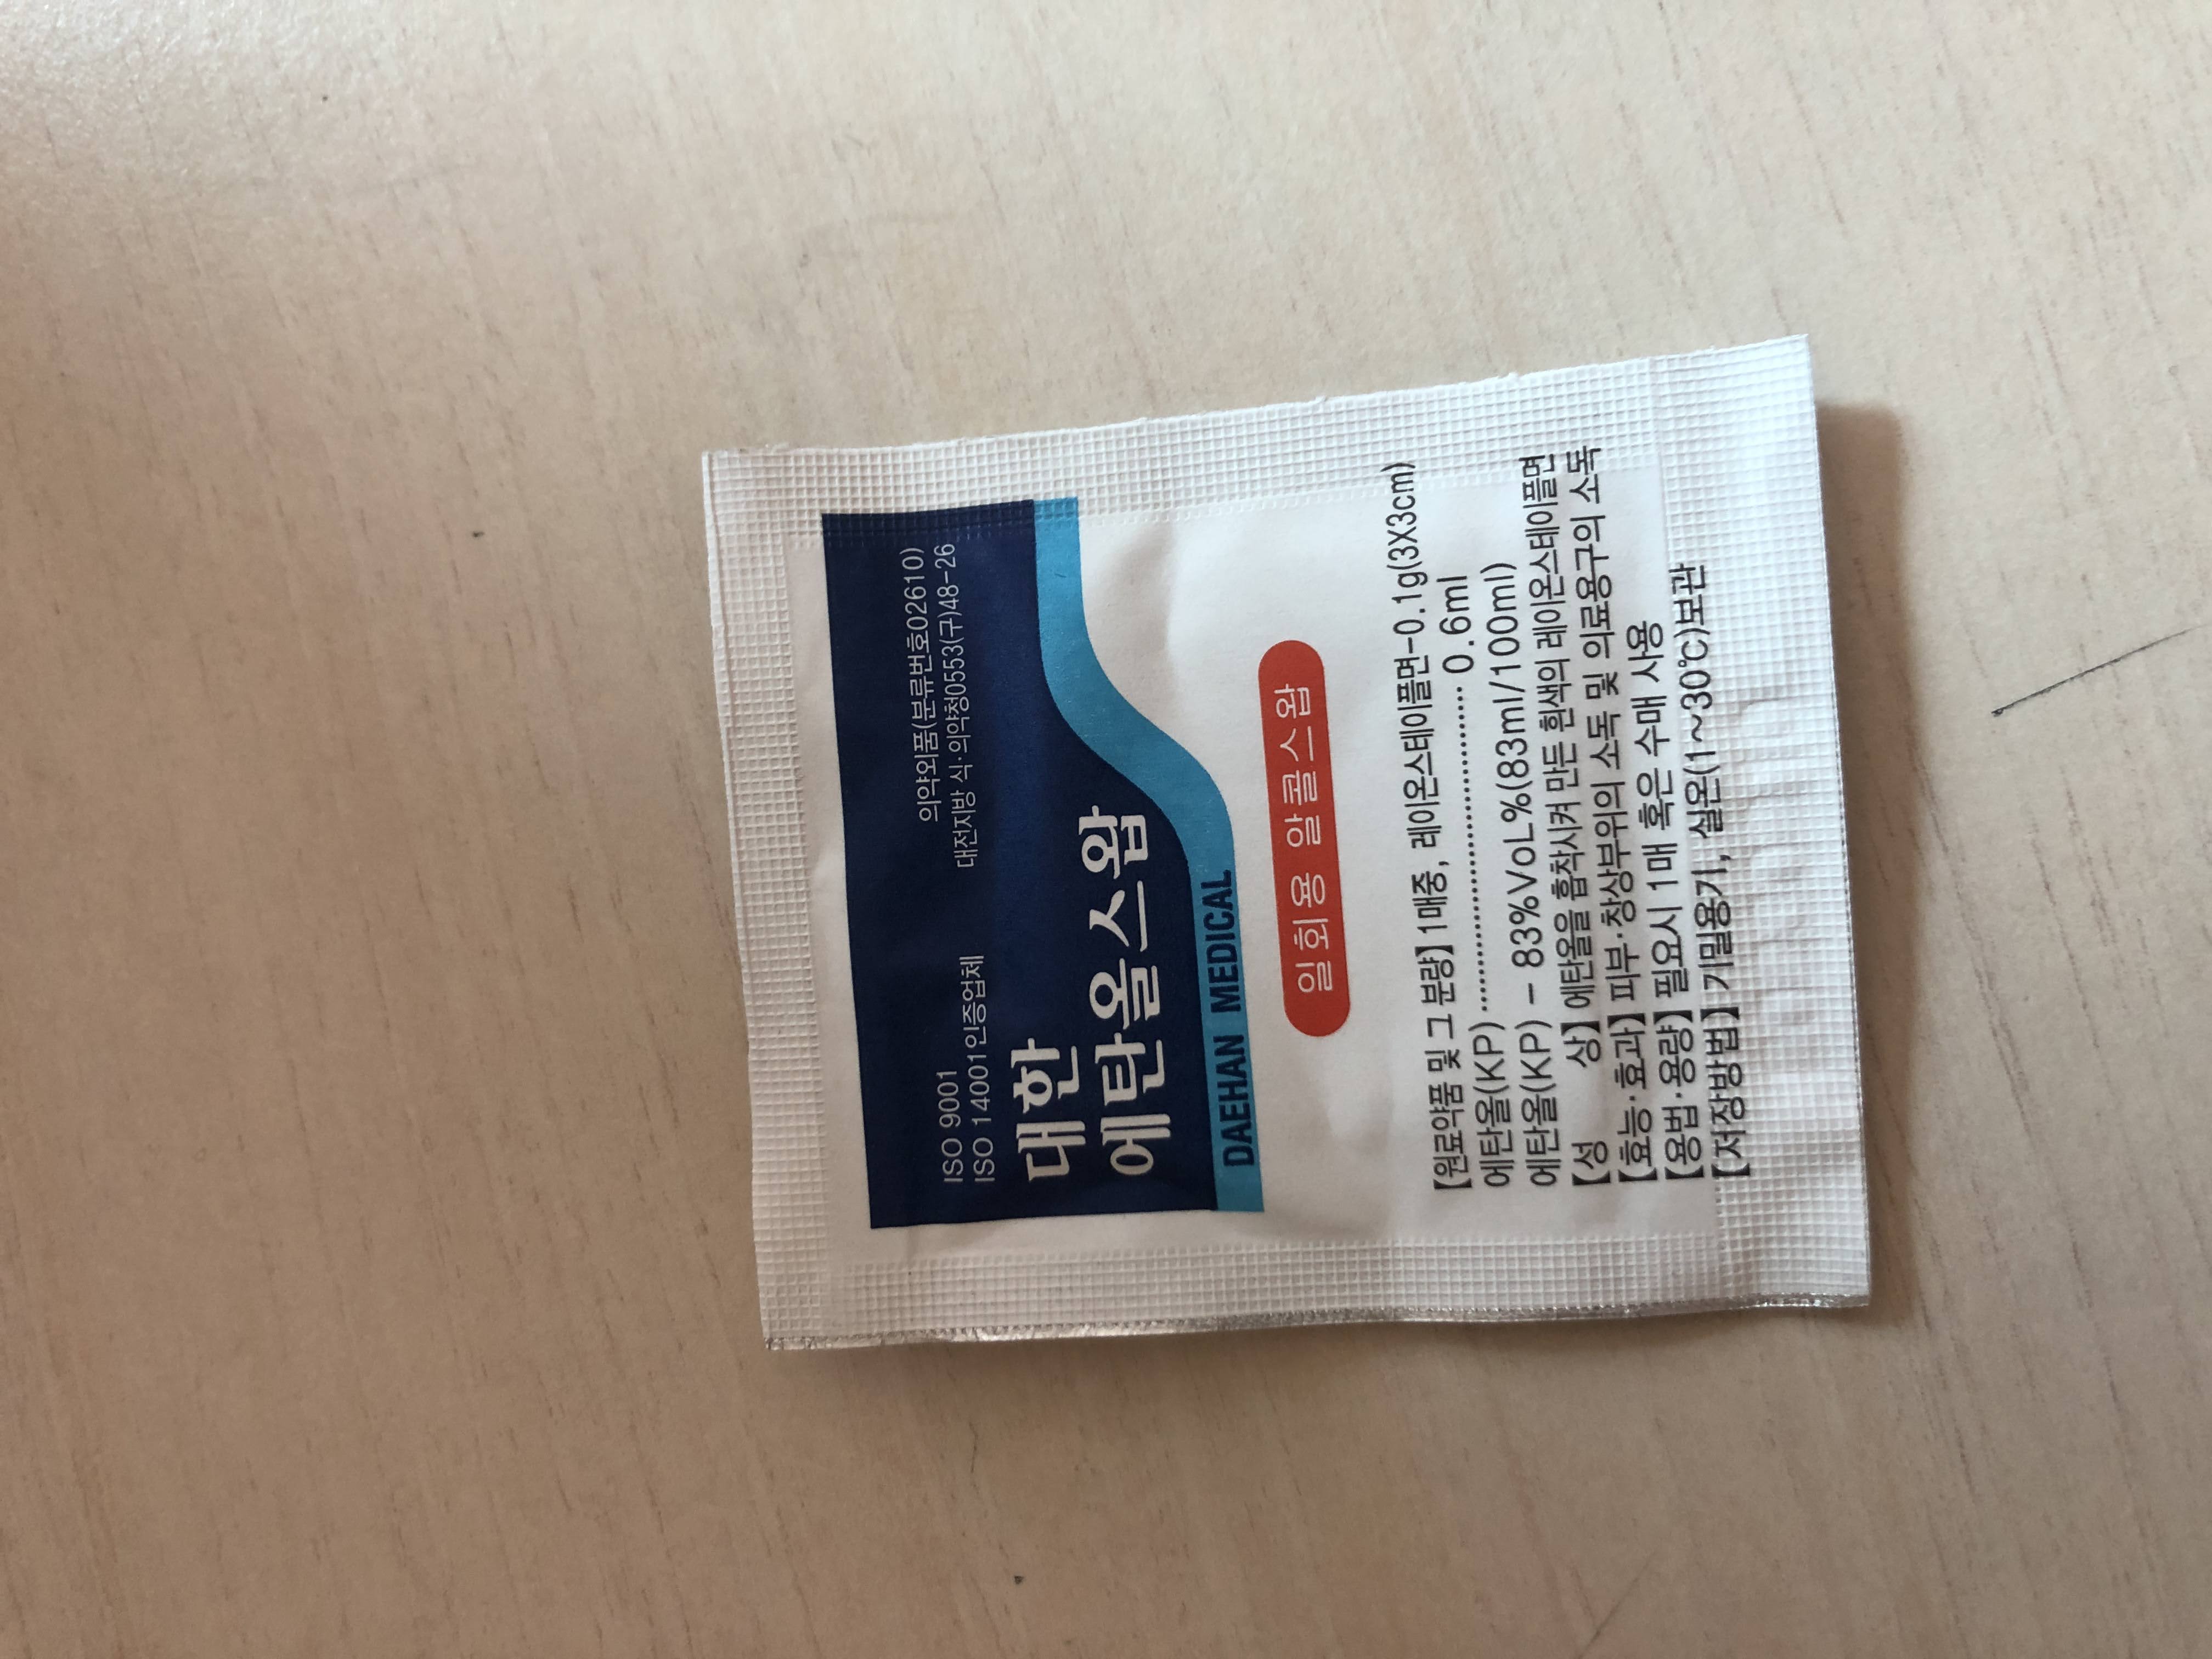 ISO 9001
ISO 14001인증업체
의약외품(분류번호02610)
대전지방 식·의약청0553(구)48-26
대한
에탄올스왑
DAEHAN MEDICAL
일회용 알콜스왑
【원료약품 및 그 분량】1매중, 레이온스테이플면-0.1g(3X3cm)
에탄올(KP) ······································ 0.6ml
에탄올(KP) - 83%VoL%(83ml/100ml)
【성 상】에탄올을 흡착시켜 만든 흰색의 레이온스테이플면
【효능·효과】피부·창상부위의 소독 및 의료용구의 소독
【용법·용량】필요시 1매 혹은 수매 사용
【저장방법】기밀용기, 실온(1~30℃)보관